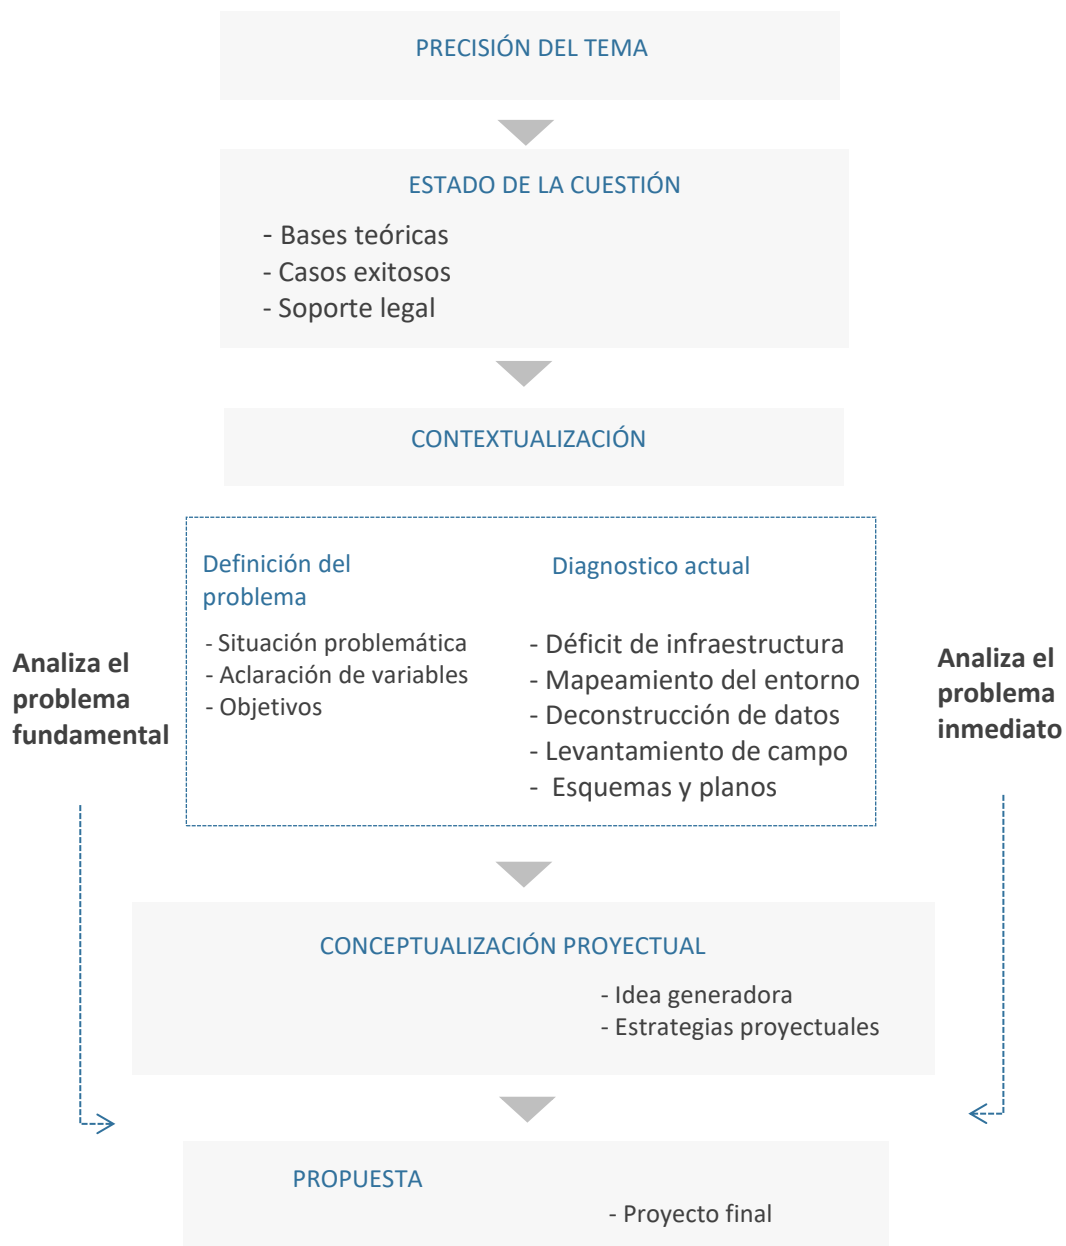 PRECISIÓN DEL TEMA
ESTADO DE LA CUESTIÓN
- Bases teóricas
- Casos exitosos
- Soporte legal
CONTEXTUALIZACIÓN
Definición del
problema
- Situación problemática
- Aclaración de variables
- Objetivos
Diagnostico actual
- Déficit de infraestructura
- Mapeamiento del entorno
- Deconstrucción de datos
- Levantamiento de campo
- Esquemas y planos
Analiza el
problema
fundamental
Analiza el
problema
inmediato
CONCEPTUALIZACIÓN PROYECTUAL
- Idea generadora
- Estrategias proyectuales
PROPUESTA
- Proyecto final